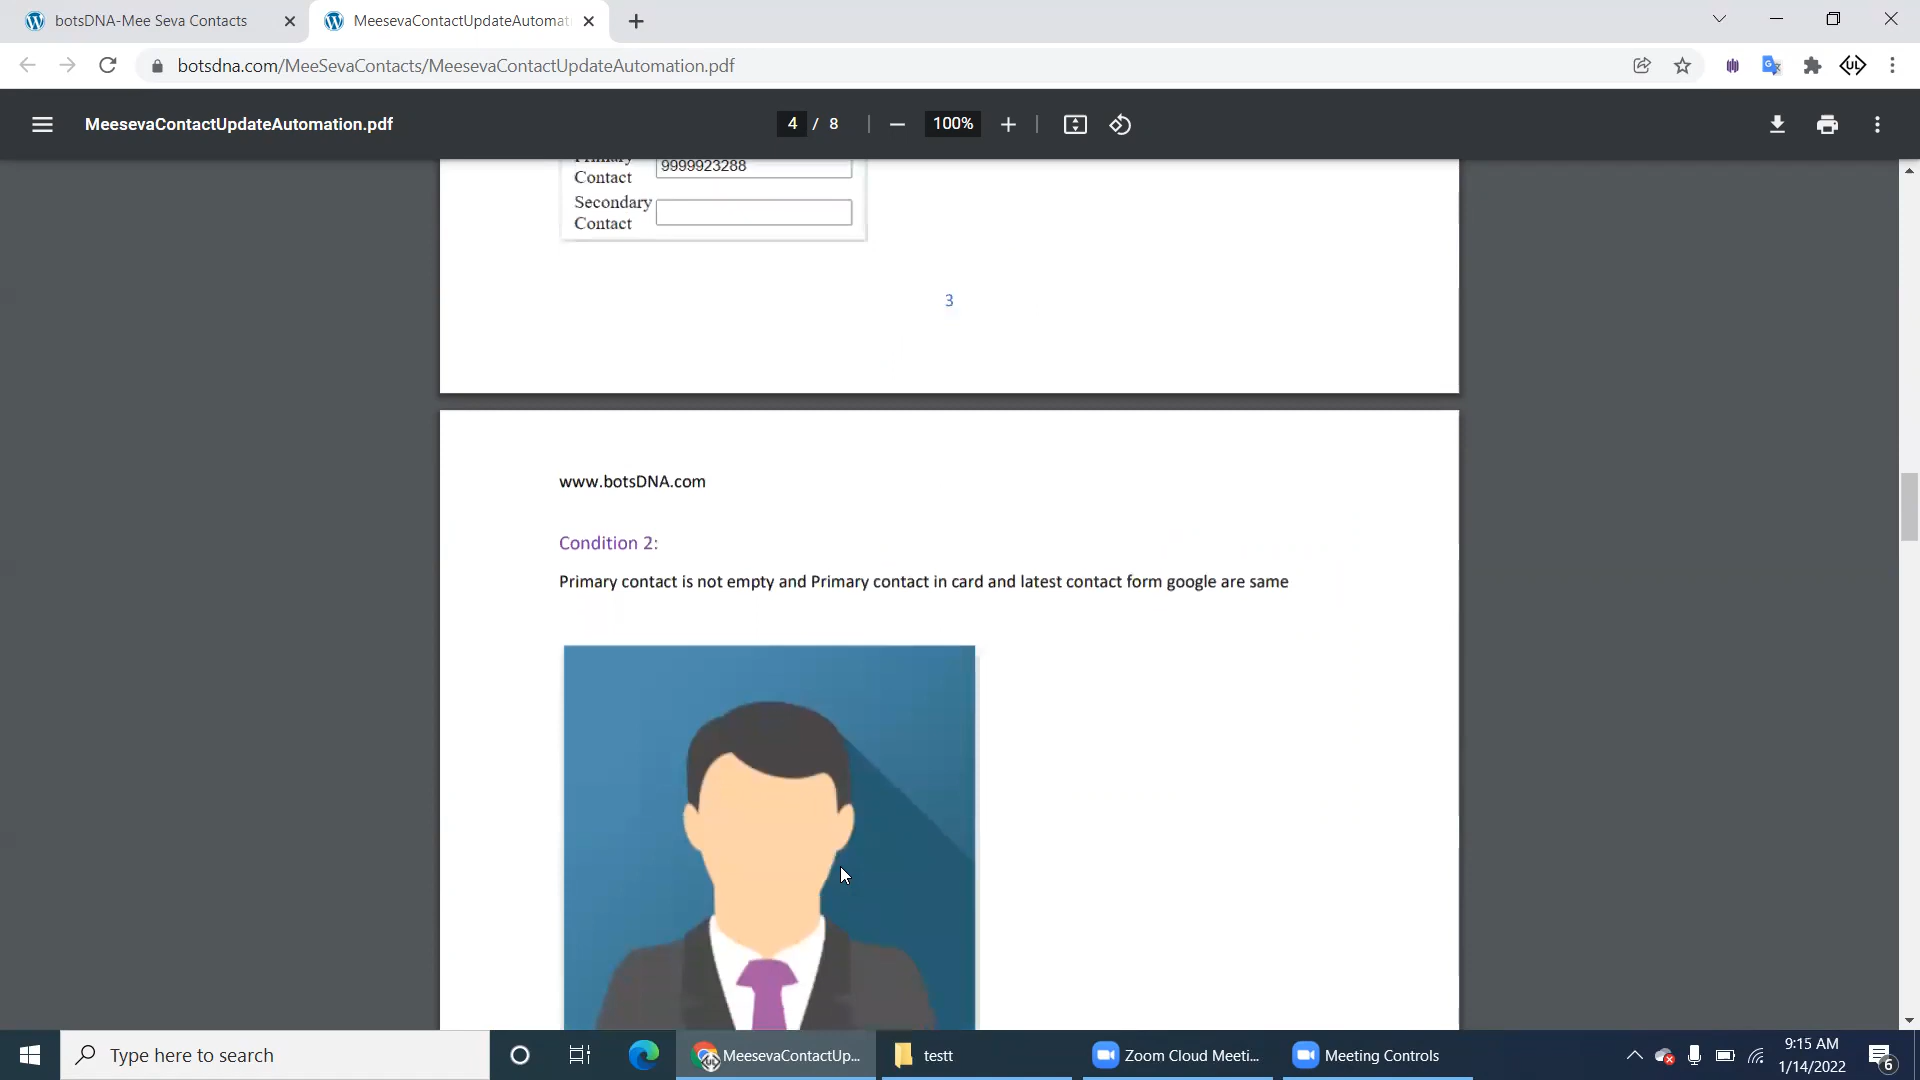 botsDNA-Mee Seva Contacts
MeesevaContactUpdateAutomat
botsdna.com/MeeSevaContacts/MeesevaContactUpdateAutomation.pdf
MeesevaContactUpdateAutomation.pdf
4 / 8
100%
Primary
Contact
9999923288
Secondary
Contact
3
www.botsDNA.com
Condition 2:
Primary contact is not empty and Primary contact in card and latest contact form google are same
Type here to search
MeesevaContactUp...
testt
Zoom Cloud Meeti...
Meeting Controls
9:15 AM
1/14/2022
6